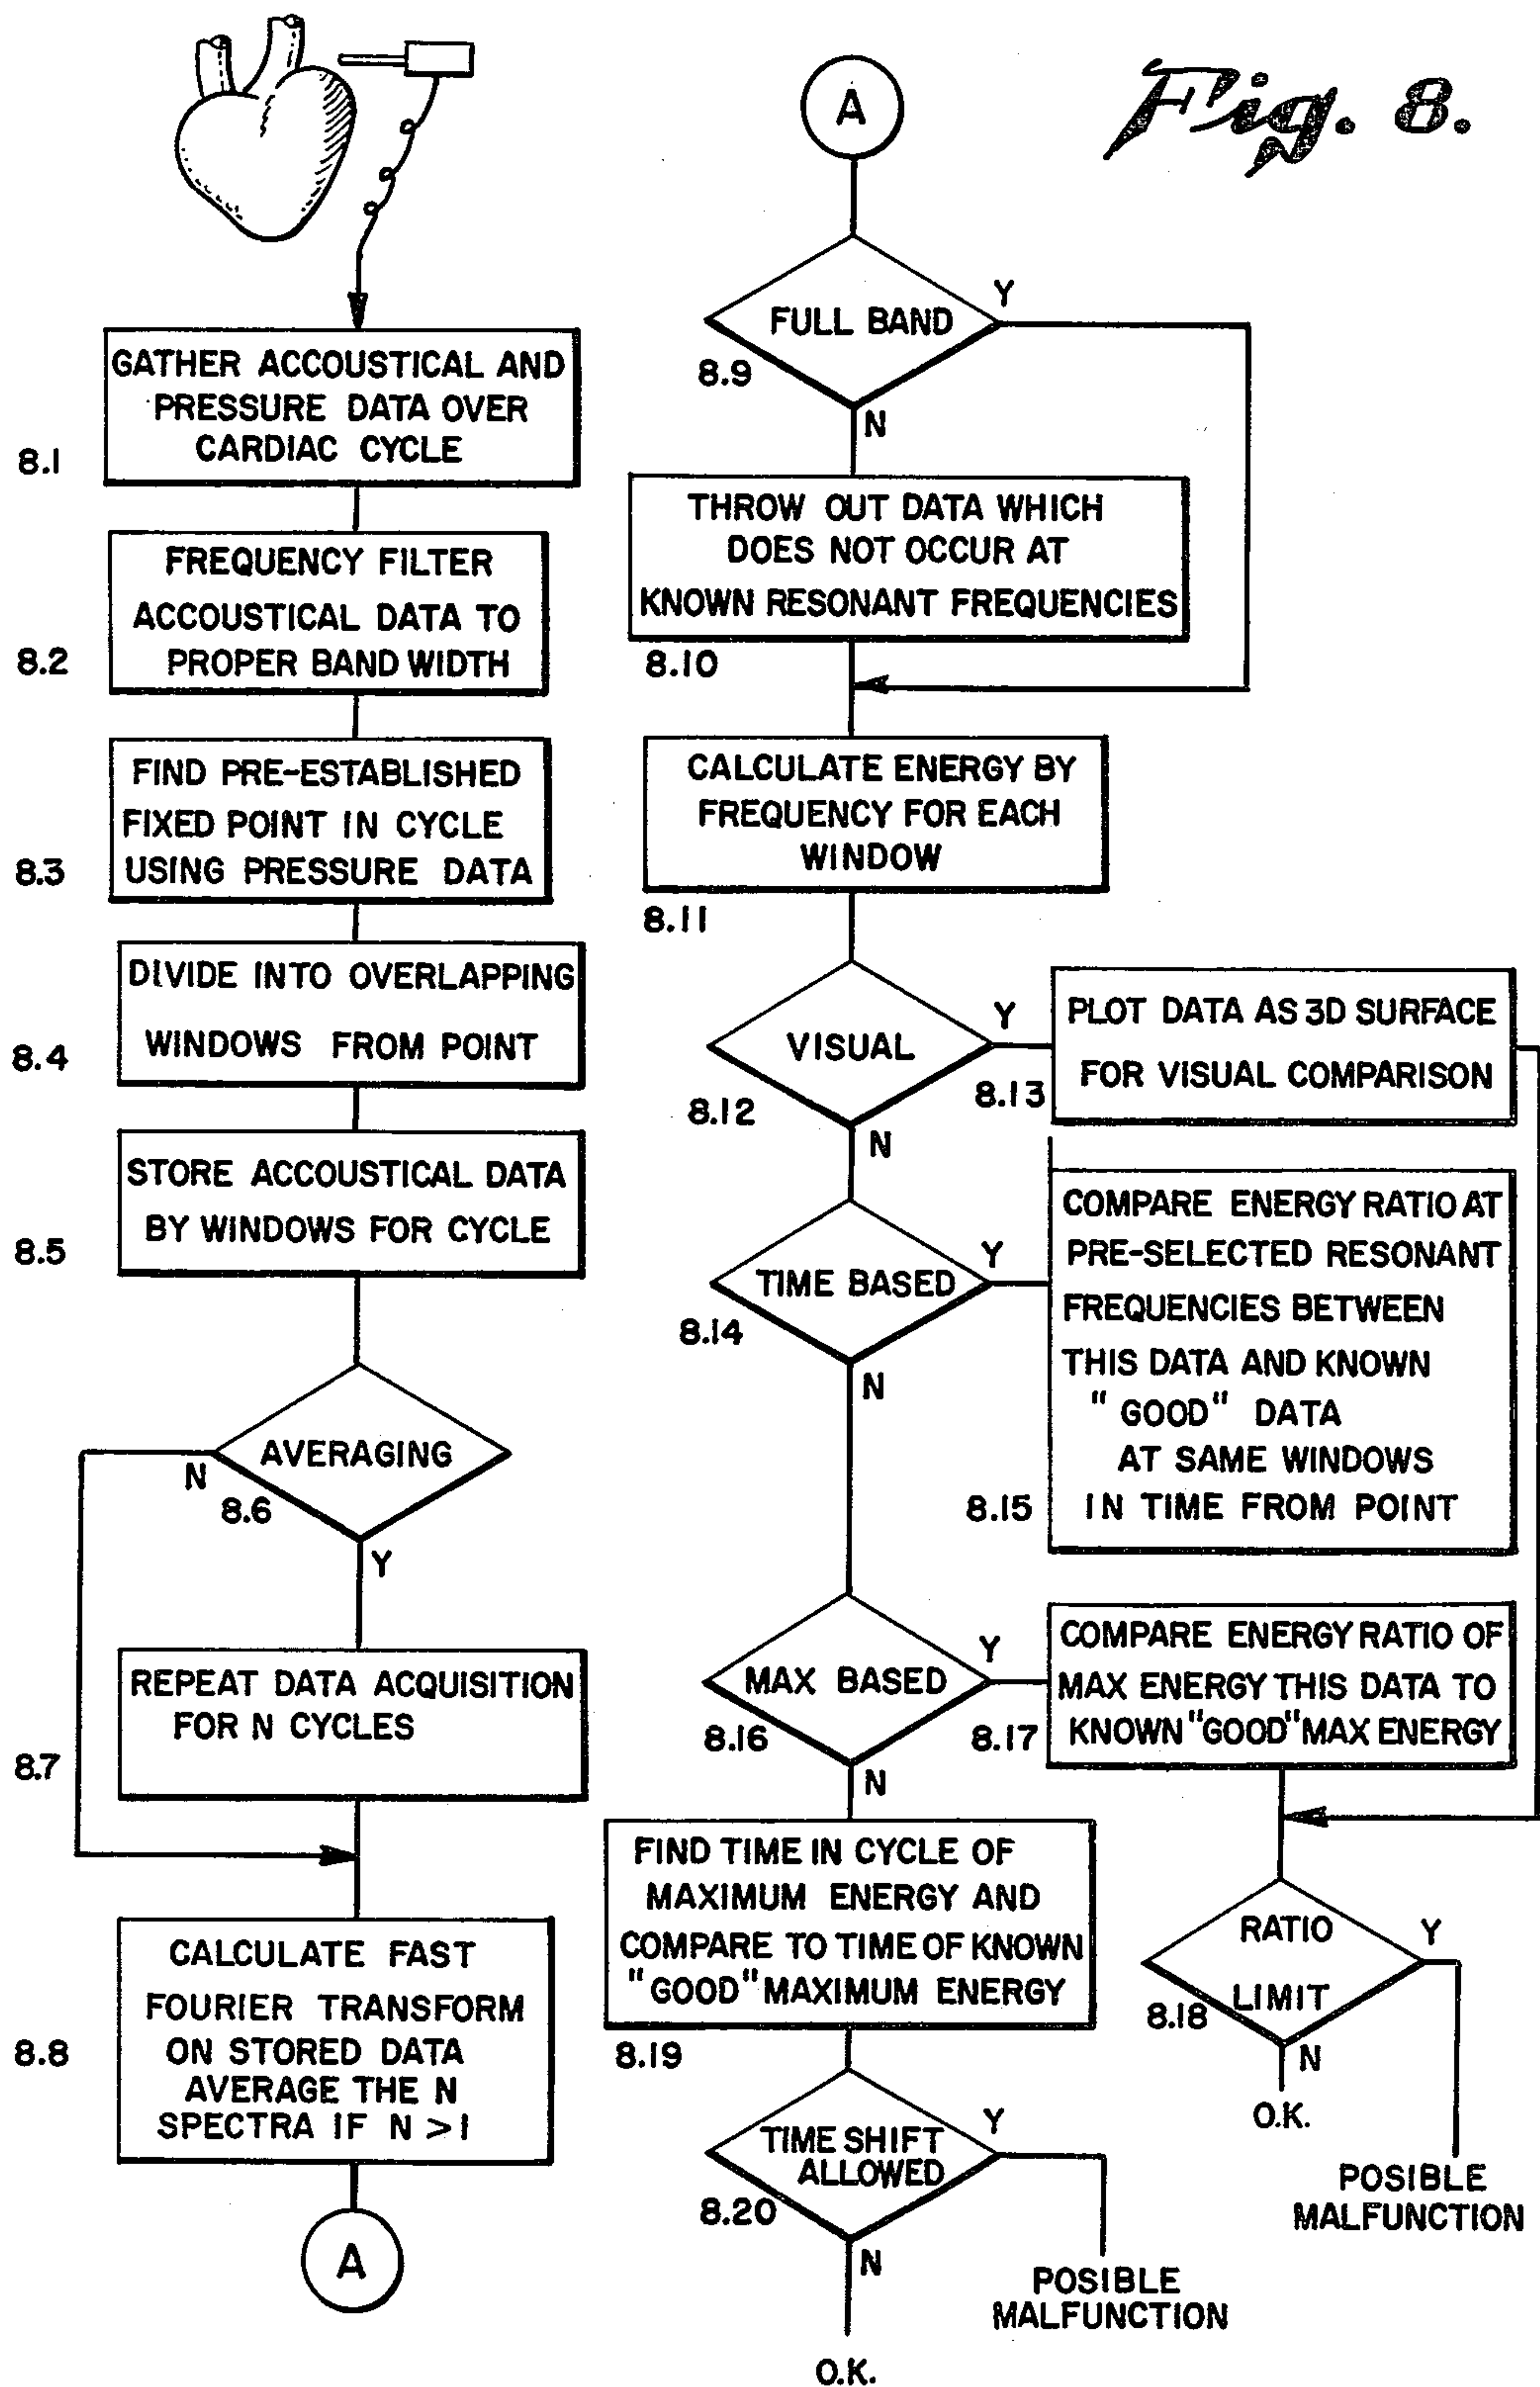 Fig. 8.
8.1
GATHER ACCOUSTICAL AND
PRESSURE DATA OVER
CARDIAC CYCLE
8.2
FREQUENCY FILTER
ACCOUSTICAL DATA TO
PROPER BAND WIDTH
8.3
FIND PRE-ESTABLISHED
FIXED POINT IN CYCLE
USING PRESSURE DATA
8.4
DIVIDE INTO OVERLAPPING
WINDOWS FROM POINT
8.5
STORE ACCOUSTICAL DATA
BY WINDOWS FOR CYCLE
AVERAGING
N
8.6
Y
8.7
REPEAT DATA ACQUISITION
FOR N CYCLES
8.8
CALCULATE FAST
FOURIER TRANSFORM
ON STORED DATA
AVERAGE THE N
SPECTRA IF N > 1
A
A
FULL BAND
Y
8.9
N
THROW OUT DATA WHICH
DOES NOT OCCUR AT
KNOWN RESONANT FREQUENCIES
8.10
CALCULATE ENERGY BY
FREQUENCY FOR EACH
WINDOW
8.11
VISUAL
Y
8.12
N
8.13
PLOT DATA AS 3D SURFACE
FOR VISUAL COMPARISON
TIME BASED
Y
8.14
N
8.15
COMPARE ENERGY RATIO AT
PRE-SELECTED RESONANT
FREQUENCIES BETWEEN
THIS DATA AND KNOWN
"GOOD" DATA
AT SAME WINDOWS
IN TIME FROM POINT
MAX BASED
Y
8.16
N
8.17
COMPARE ENERGY RATIO OF
MAX ENERGY THIS DATA TO
KNOWN "GOOD" MAX ENERGY
RATIO
LIMIT
Y
8.18
N
O.K.
POSIBLE
MALFUNCTION
FIND TIME IN CYCLE OF
MAXIMUM ENERGY AND
COMPARE TO TIME OF KNOWN
"GOOD" MAXIMUM ENERGY
8.19
TIME SHIFT
ALLOWED
Y
8.20
N
POSIBLE
MALFUNCTION
O.K.